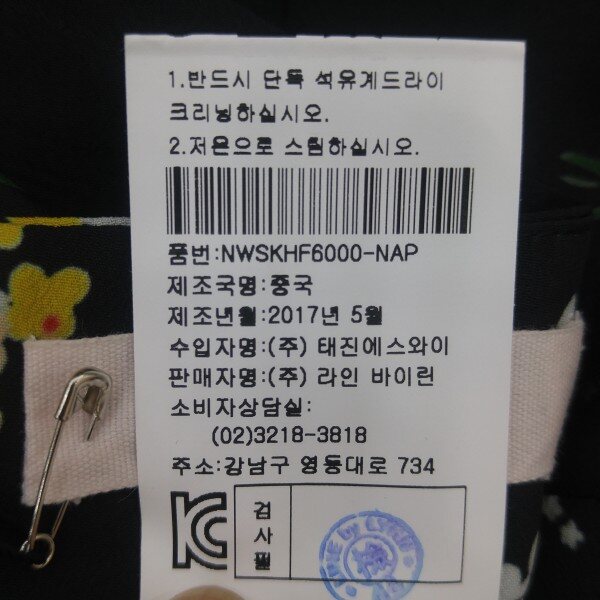 1.반드시 단독 석유계드라이
크리닝하십시오.
2.저온으로 스팀하십시오.
품번:NWSKHF6000-NAP
제조국명:중국
제조년월:2017년 5월
수입자명:(주) 태진에스와이
판매자명:(주) 라인 바이린
소비자상담실:
(02)3218-3818
주소:강남구 영동대로 734
검
사
필
LINE by LYNN